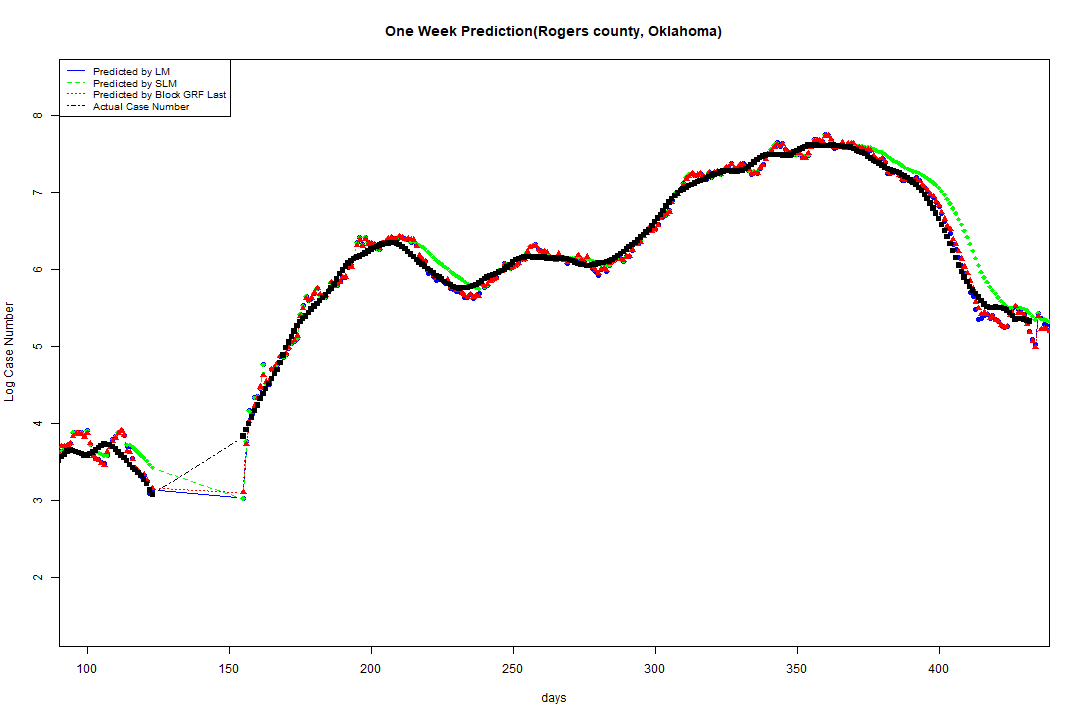 One Week Prediction(Rogers county, Oklahoma)
Predicted by LM
Predicted by SLM
Predicted by Block GRF Last
Actual Case Number
8
7
6
5
4
3
2
Log Case Number
100 150 200 250 300 350 400
days